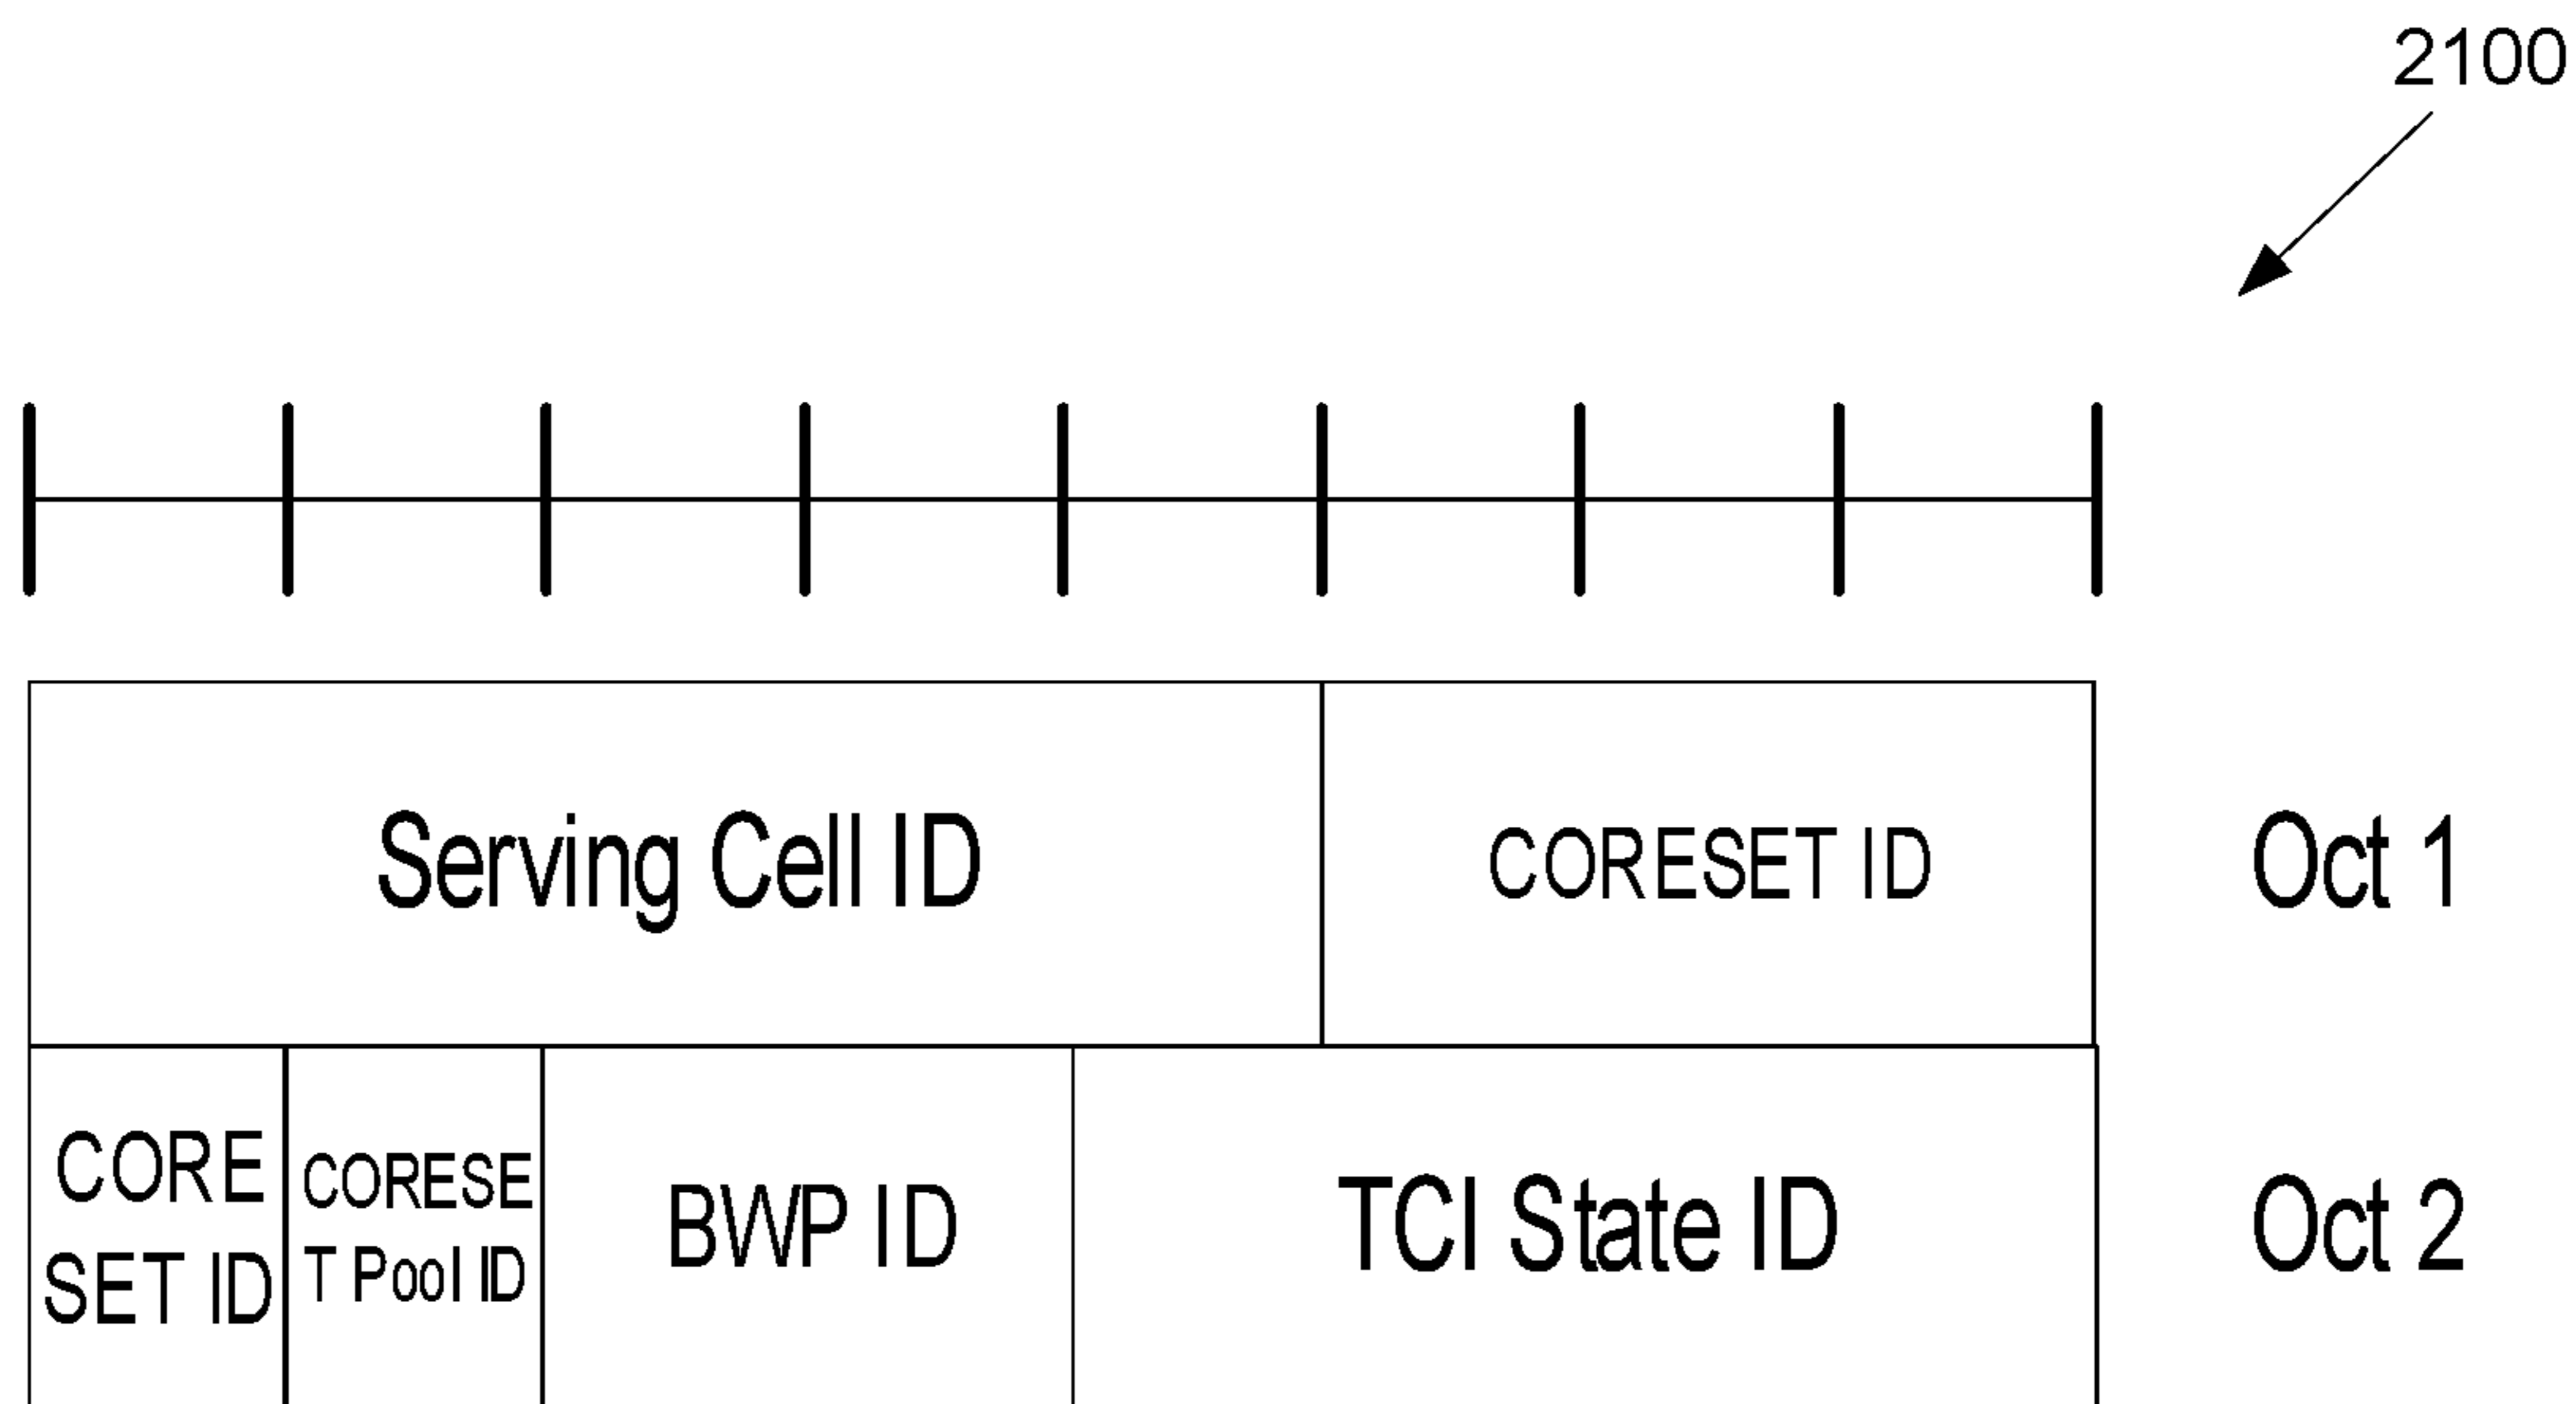 2100
Serving Cell ID
CORESET ID
Oct 1
CORE
SET ID
CORESE
T Pool ID
BWP ID
TCI State ID
Oct 2